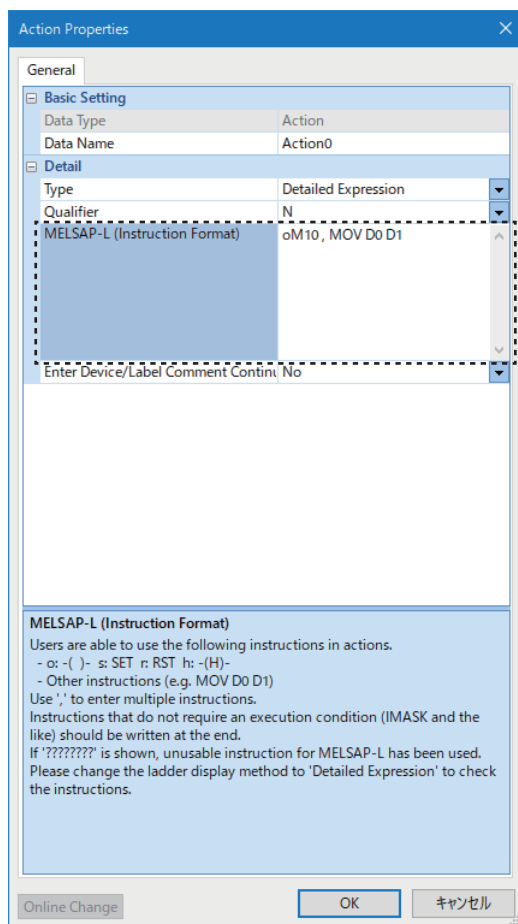 Action Properties
General
Basic Setting
Data Type Action
Data Name Action0
Detail
Type Detailed Expression
Qualifier N
MELSAP-L (Instruction Format) oM10 , MOV D0 D1
Enter Device/Label Comment Continu No
MELSAP-L (Instruction Format)
Users are able to use the following instructions in actions.
- o: -( )- s: SET r: RST h: -(H)-
- Other instructions (e.g. MOV D0 D1)
Use ',' to enter multiple instructions.
Instructions that do not require an execution condition (IMASK and the
like) should be written at the end.
If '????????' is shown, unusable instruction for MELSAP-L has been used.
Please change the ladder display method to 'Detailed Expression' to check
the instructions.
Online Change OK キャンセル